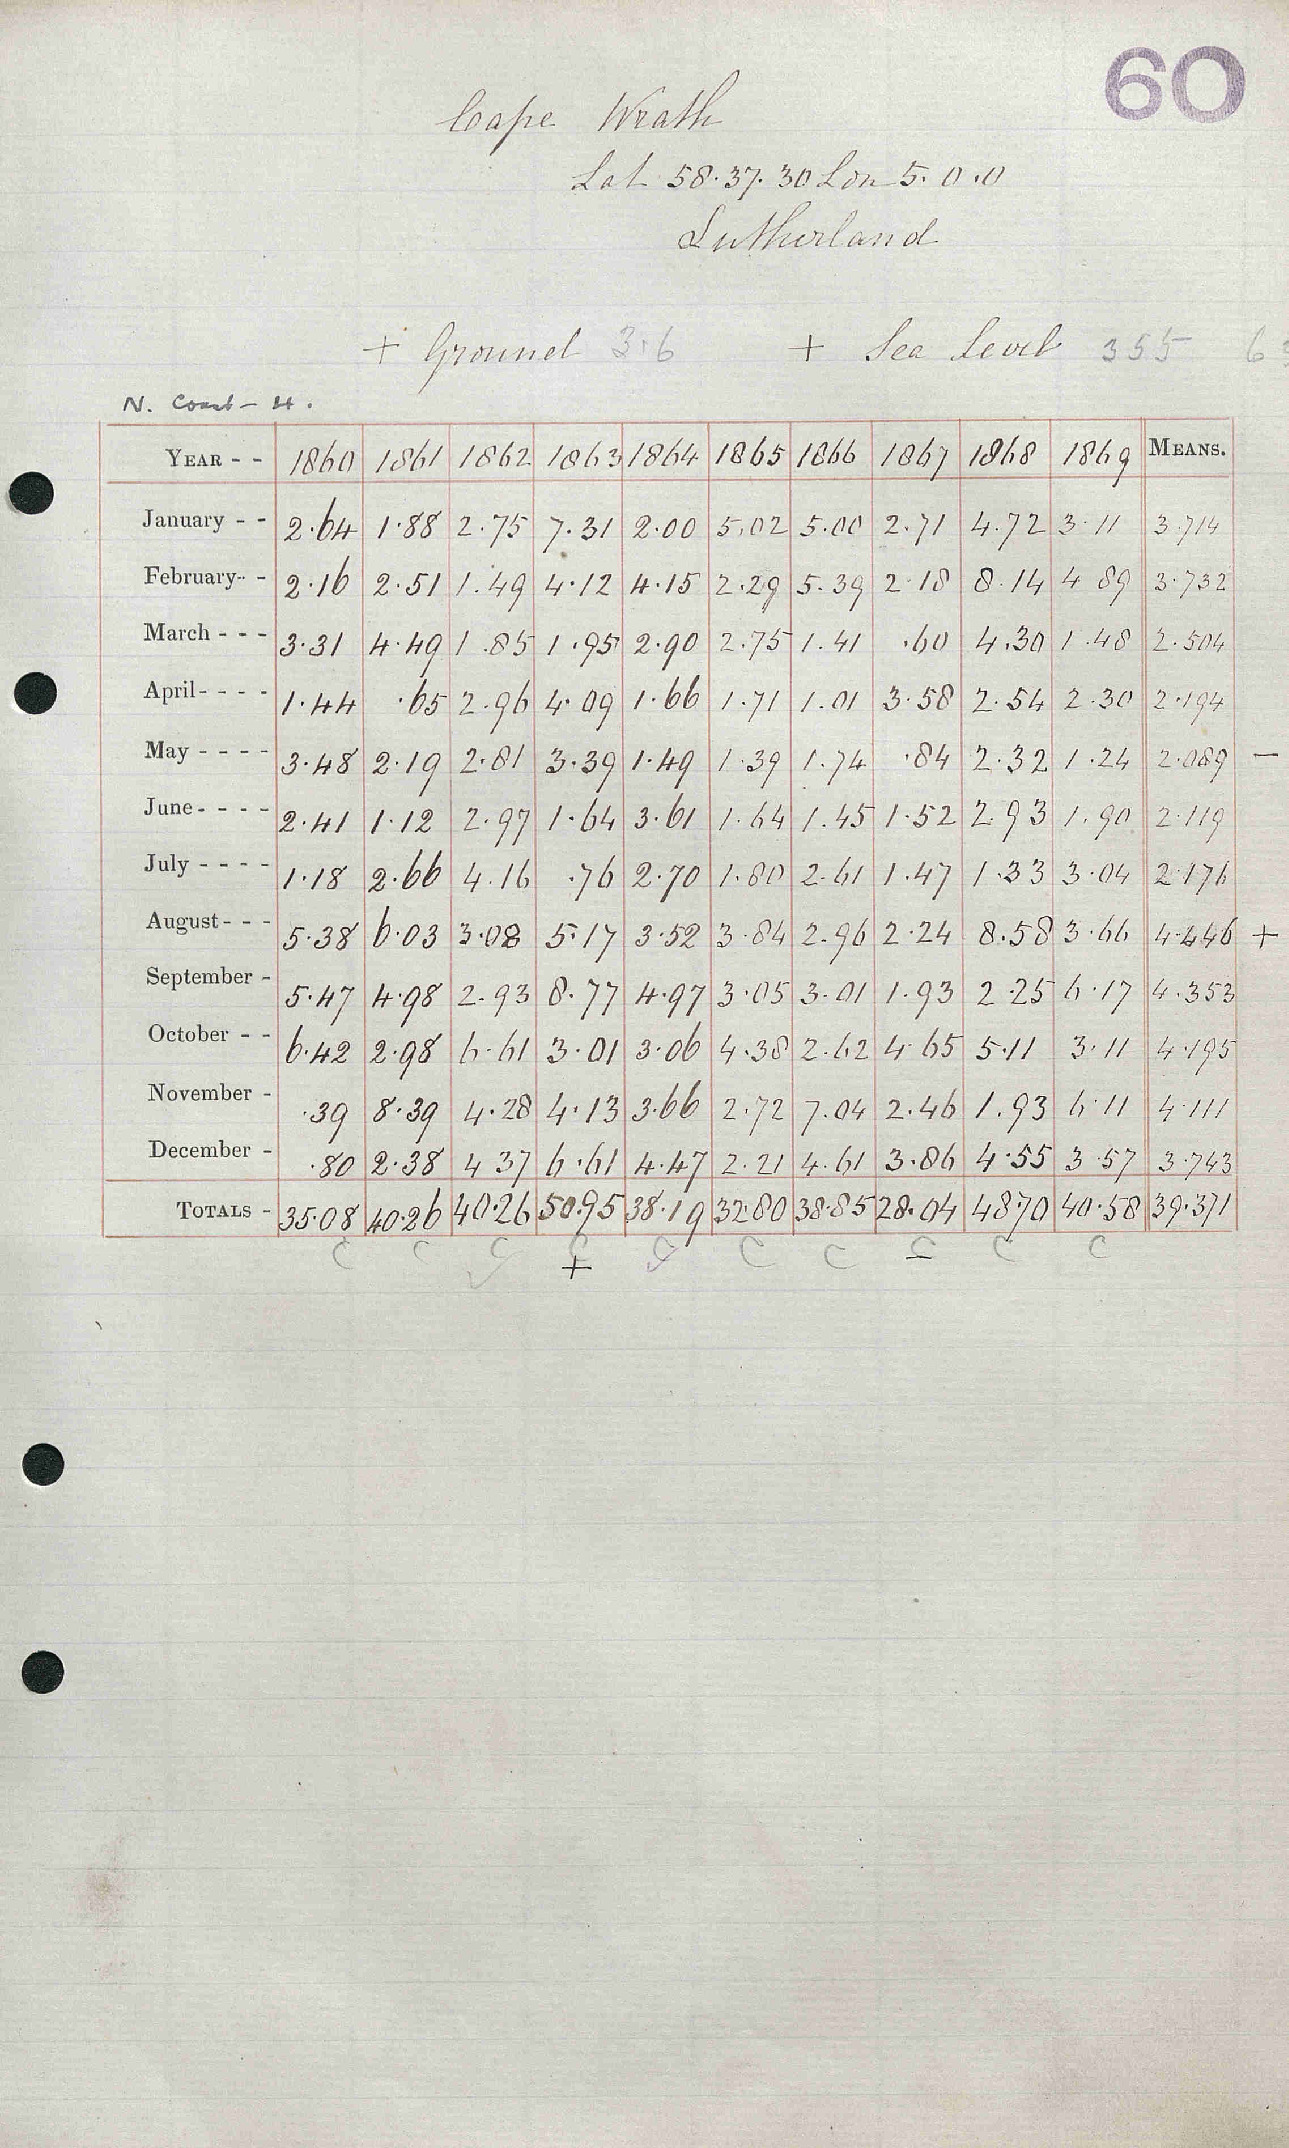 60
Cape Wrath
Lat 58.37.30 Lon 5.0.0
Sutherland
+ Ground 3.6 + Sea Level 355
N. Coast - H.
YEAR - - 1860 1861 1862 1863 1864 1865 1866 1867 1868 1869 MEANS.
January - - 2.64 1.88 2.75 7.31 2.00 5.02 5.00 2.71 4.72 3.11 3.714
February - - 2.16 2.51 1.49 4.12 4.15 2.29 5.39 2.18 8.14 4.89 3.732
March - - - 3.31 4.49 1.85 1.95 2.90 2.75 1.41 .60 4.30 1.48 2.504
April - - - - 1.44 .65 2.96 4.09 1.66 1.71 1.01 3.58 2.54 2.30 2.194
May - - - - 3.48 2.19 2.81 3.39 1.49 1.39 1.74 .84 2.32 1.24 2.089 -
June - - - - 2.41 1.12 2.97 1.64 3.61 1.64 1.45 1.52 2.93 1.90 2.119
July - - - - 1.18 2.66 4.16 .76 2.70 1.80 2.61 1.47 1.33 3.04 2.171
August - - - 5.38 6.03 3.08 5.17 3.52 3.84 2.96 2.24 8.58 3.66 4.446 +
September - 5.47 4.98 2.93 8.77 4.97 3.05 3.01 1.93 2.25 6.17 4.353
October - - 6.42 2.98 6.61 3.01 3.06 4.38 2.62 4.65 5.11 3.11 4.195
November - .39 8.39 4.28 4.13 3.66 2.72 7.04 2.46 1.93 6.11 4.111
December - .80 2.38 4.37 6.61 4.47 2.21 4.61 3.86 4.55 3.57 3.743
TOTALS - 35.08 40.26 40.26 50.95 38.19 32.80 38.85 28.04 48.70 40.58 39.371
C C C C C C C C C C
+ -